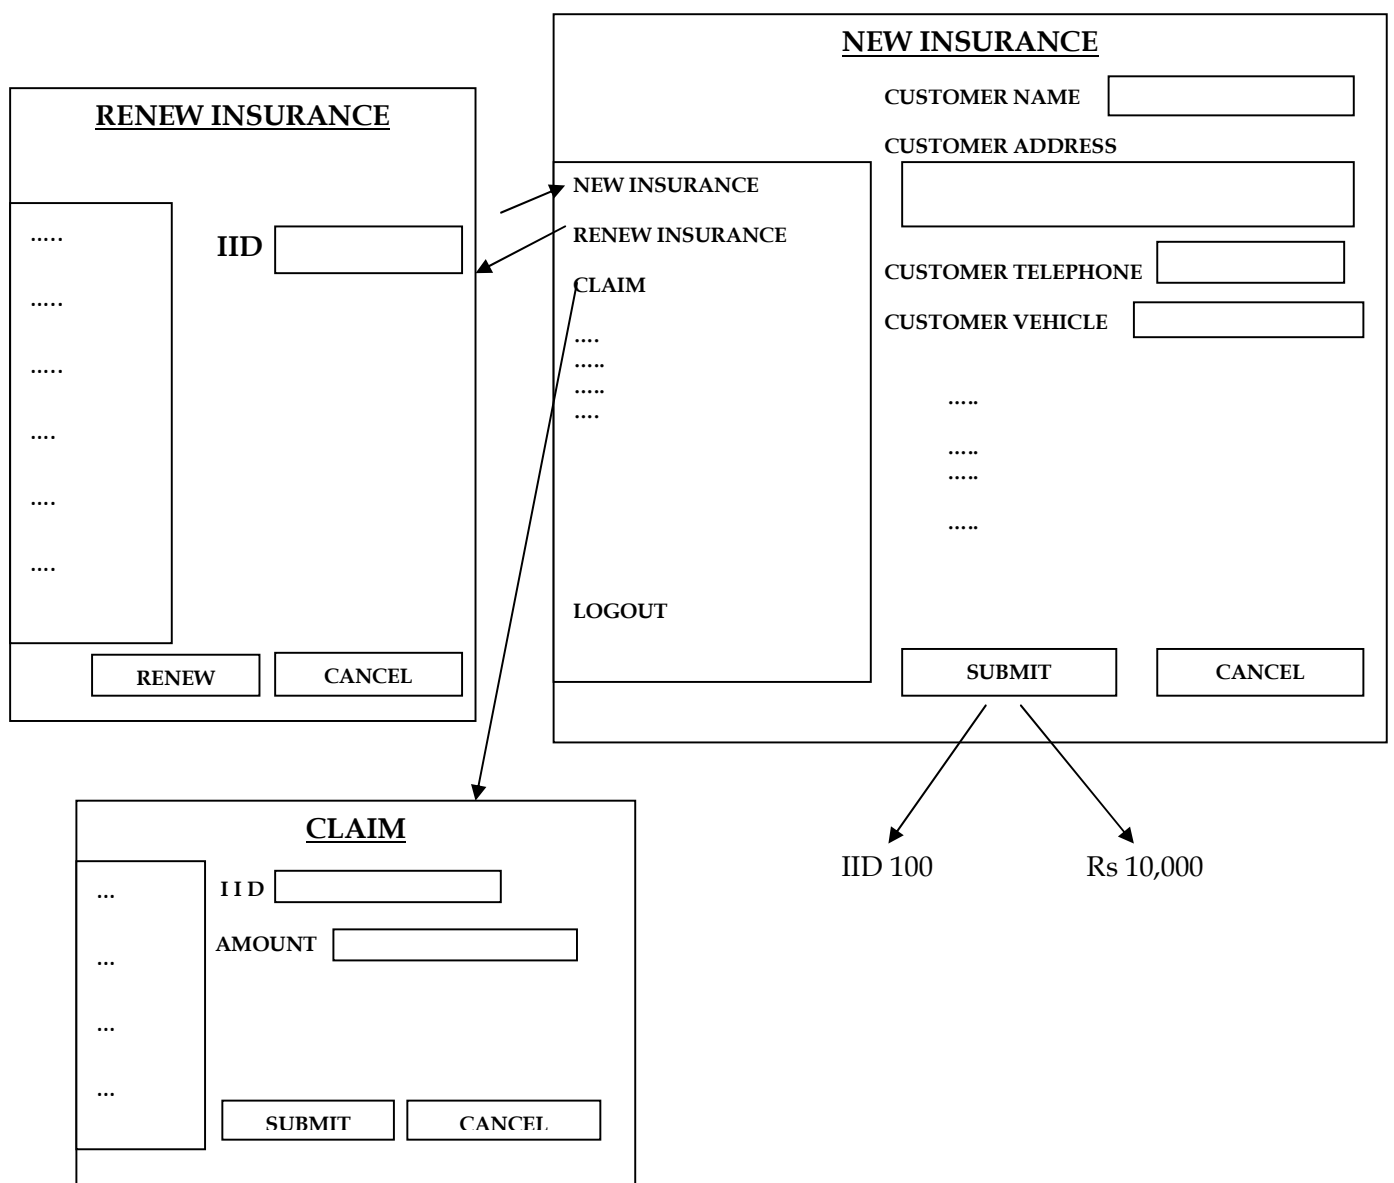 NEW INSURANCE
CUSTOMER NAME
CUSTOMER ADDRESS
NEW INSURANCE
RENEW INSURANCE
CLAIM
....
.....
.....
....
LOGOUT
CUSTOMER TELEPHONE
CUSTOMER VEHICLE
.....
.....
.....
.....
SUBMIT CANCEL
IID 100 Rs 10,000
RENEW INSURANCE
.....
.....
.....
....
....
....
IID
RENEW CANCEL
CLAIM
...
...
...
...
I I D
AMOUNT
SUBMIT CANCEL